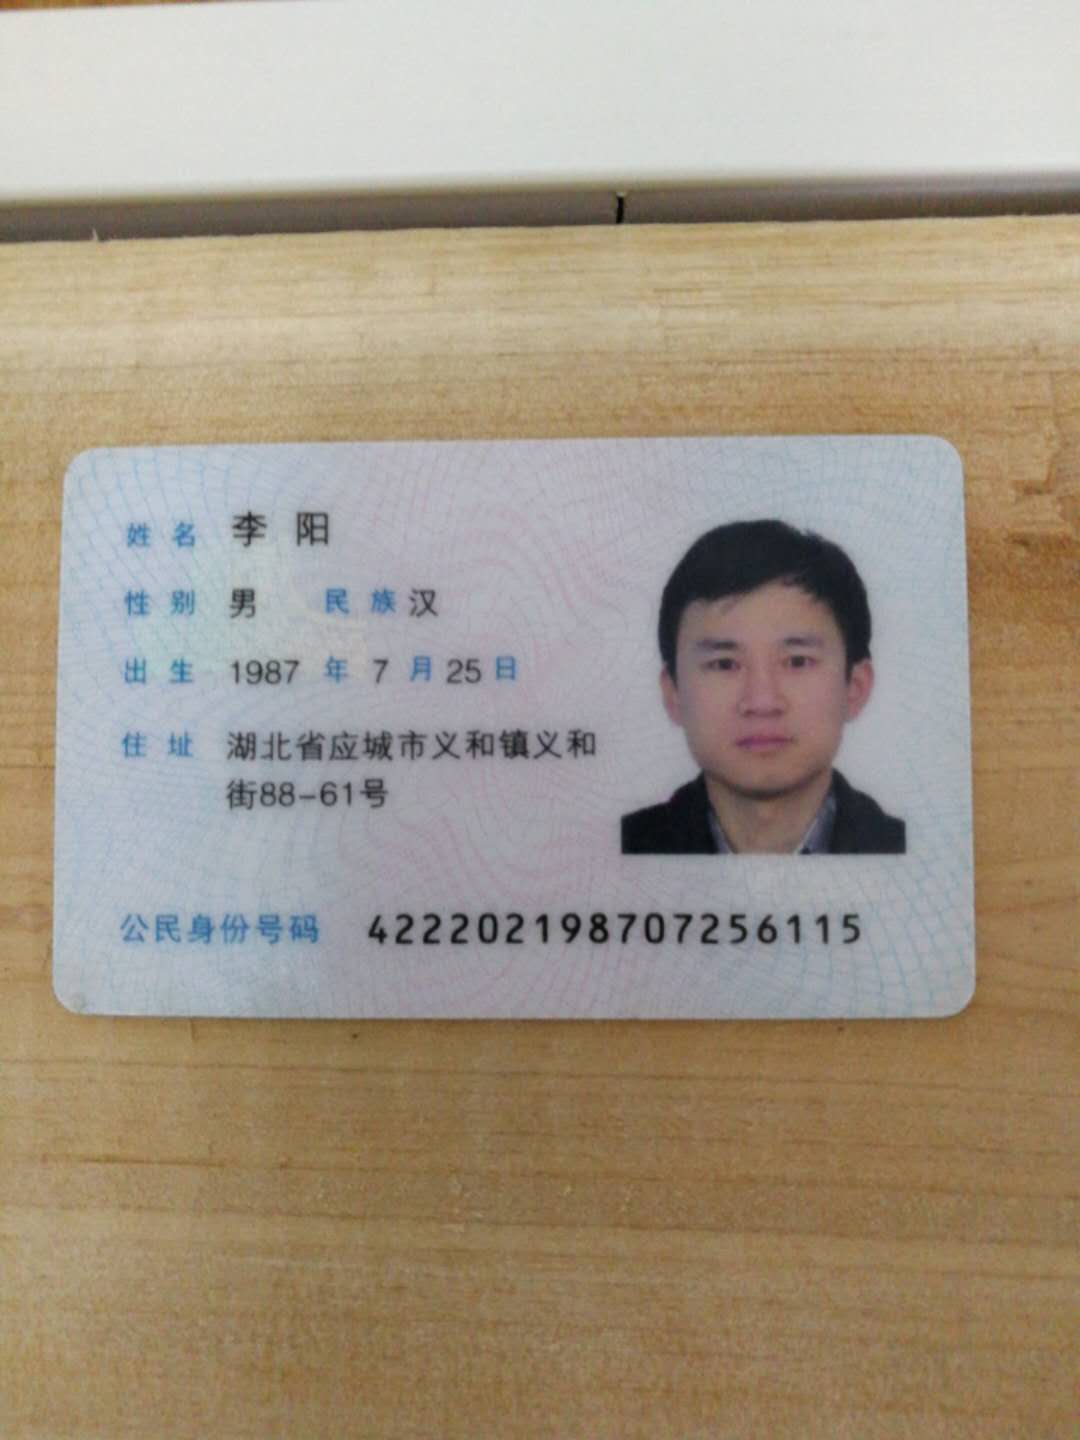 姓名 李阳
性别 男 民族 汉
出生 1987 年 7 月 25 日
住址 湖北省应城市义和镇义和
街88-61号
公民身份号码 422202198707256115